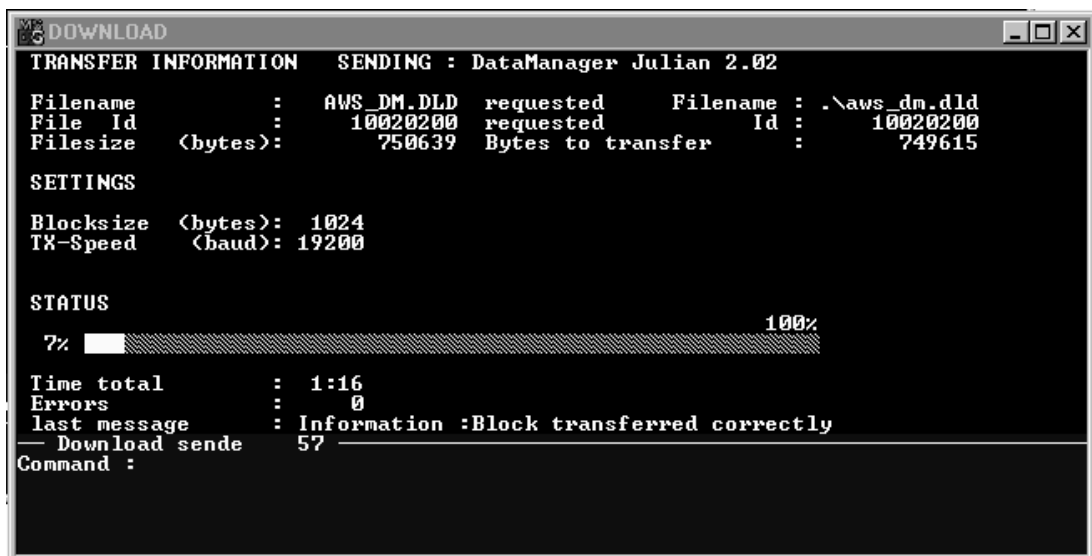 DOWNLOAD
TRANSFER INFORMATION SENDING : DataManager Julian 2.02
Filename : AWS_DM.DLD requested Filename : .\aws_dm.dld
File Id : 10020200 requested Id : 10020200
Filesize (bytes): 750639 Bytes to transfer : 749615
SETTINGS
Blocksize (bytes): 1024
TX-Speed (baud): 19200
STATUS
100%
7%
Time total : 1:16
Errors : 0
last message : Information :Block transferred correctly
Download sende 57
Command :